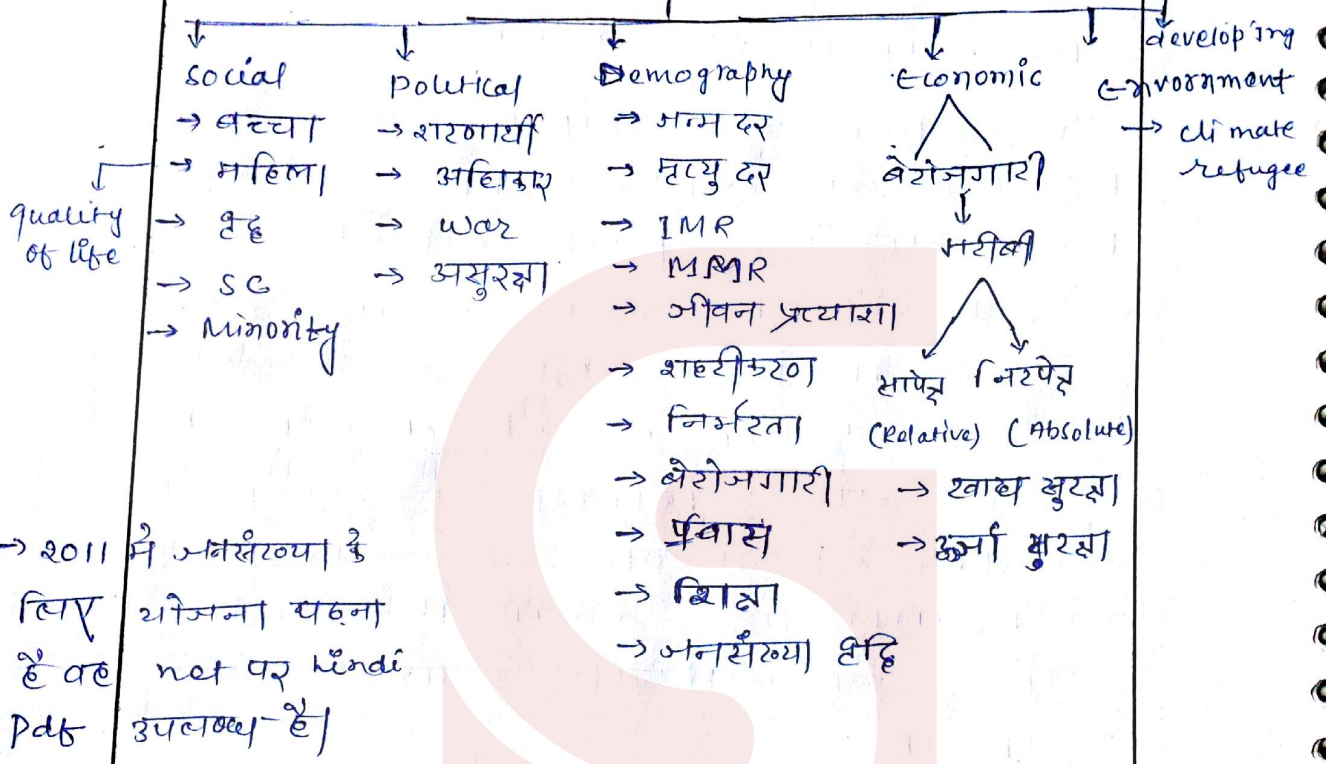 social
→ बच्चा
→ महिला
→ वृद्ध
→ SC
→ Minority
quality
of life
political
→ शरणार्थी
→ अधिकार
→ war
→ असुरक्षा
Demography
→ जन्म दर
→ मृत्यु दर
→ IMR
→ MMR
→ जीवन प्रत्याशा
→ शहरीकरण
→ निर्भरता
→ बेरोजगारी
→ प्रवास
→ शिक्षा
→ जनसंख्या वृद्धि
Economic
बेरोजगारी
गरीबी
सापेक्ष निरपेक्ष
(Relative) (Absolute)
→ खाद्य सुरक्षा
→ ऊर्जा सुरक्षा
developing
Envornment
→ climate
refugee
→ 2011 मे जनसंख्या के
लिए योजना पढ़ना
है वह net पर hindi
Pdf उपलब्ध है।